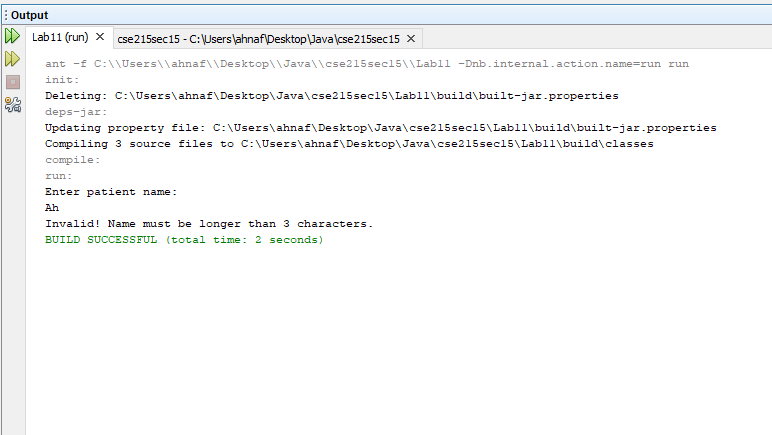 Output
Lab11 (run) × cse215sec15 - C:\Users\ahnaf\Desktop\Java\cse215sec15 ×
ant -f C:\\Users\\ahnaf\\Desktop\\Java\\cse215sec15\\Lab11 -Dnb.internal.action.name=run run
init:
Deleting: C:\Users\ahnaf\Desktop\Java\cse215sec15\Lab11\build\built-jar.properties
deps-jar:
Updating property file: C:\Users\ahnaf\Desktop\Java\cse215sec15\Lab11\build\built-jar.properties
Compiling 3 source files to C:\Users\ahnaf\Desktop\Java\cse215sec15\Lab11\build\classes
compile:
run:
Enter patient name:
Ah
Invalid! Name must be longer than 3 characters.
BUILD SUCCESSFUL (total time: 2 seconds)